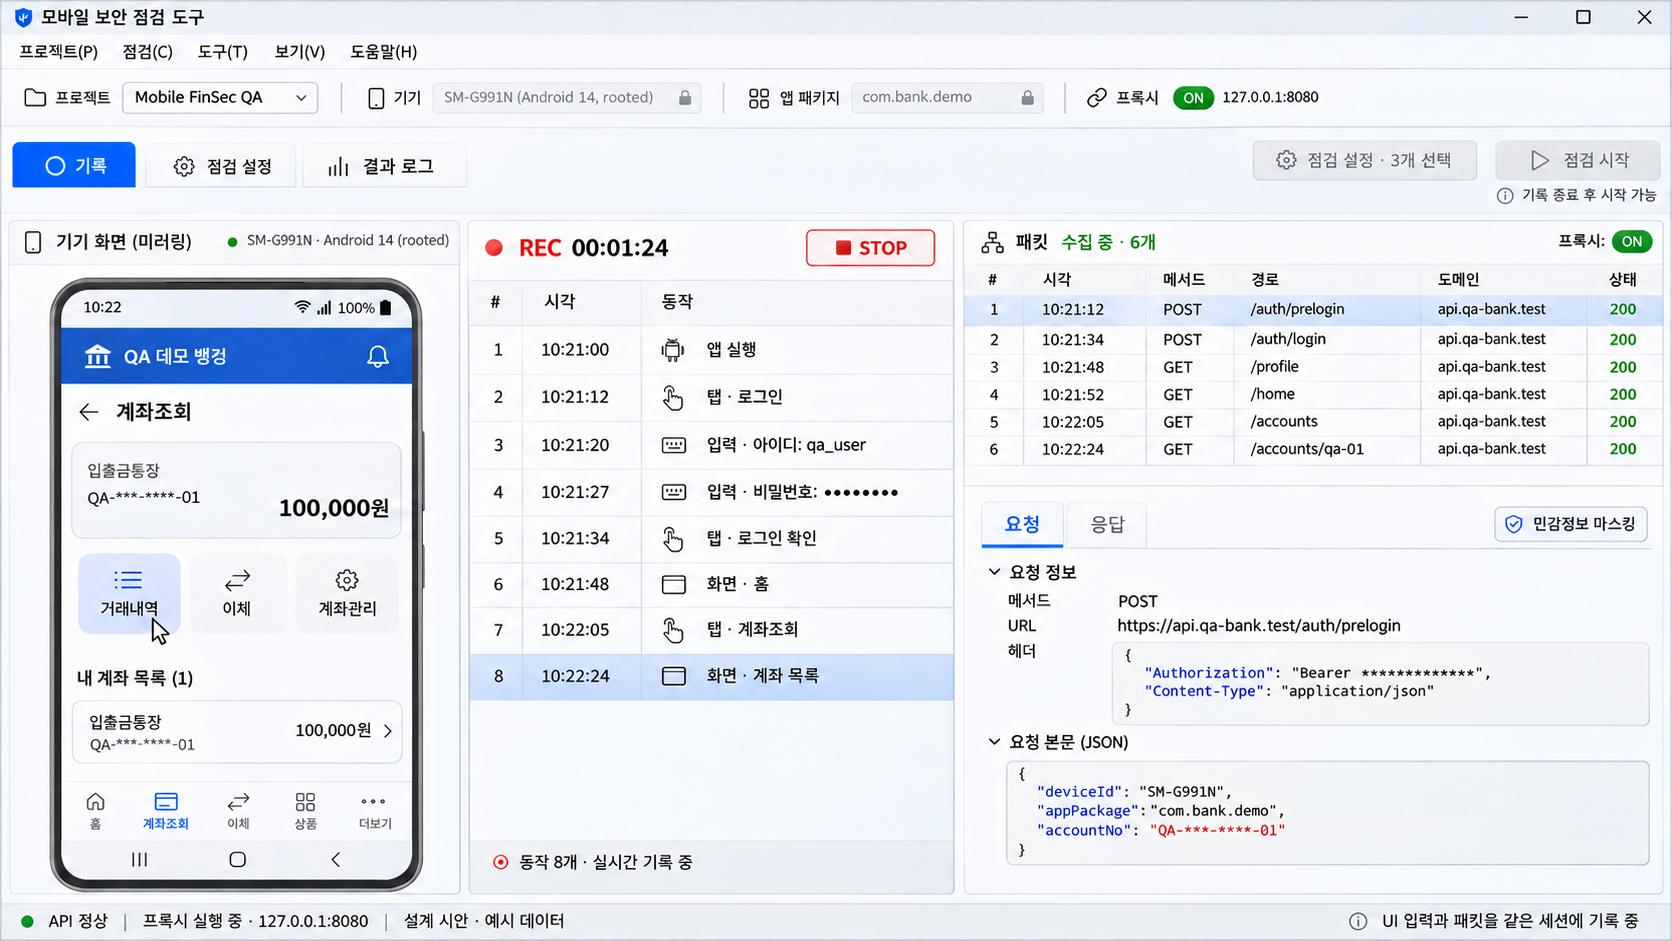 모바일 보안 점검 도구
프로젝트(P) 점검(C) 도구(T) 보기(V) 도움말(H)
프로젝트 Mobile FinSec QA 기기 SM-G991N (Android 14, rooted) 앱 패키지 com.bank.demo 프록시 ON 127.0.0.1:8080
기록 점검 설정 결과 로그 점검 설정 · 3개 선택 점검 시작
기록 종료 후 시작 가능
기기 화면 (미러링) SM-G991N · Android 14 (rooted)
10:22 100%
QA 데모 뱅겅
계좌조회
입출금통장
QA-***-****-01
100,000원
거래내역 이체 계좌관리
내 계좌 목록 (1)
입출금통장
QA-***-****-01
100,000원
홈 계좌조회 이체 상품 더보기
REC 00:01:24 STOP
# 시각 동작
1 10:21:00 앱 실행
2 10:21:12 탭 · 로그인
3 10:21:20 입력 · 아이디: qa_user
4 10:21:27 입력 · 비밀번호: ••••••••
5 10:21:34 탭 · 로그인 확인
6 10:21:48 화면 · 홈
7 10:22:05 탭 · 계좌조회
8 10:22:24 화면 · 계좌 목록
동작 8개 · 실시간 기록 중
패킷 수집 중 · 6개 프록시: ON
# 시각 메서드 경로 도메인 상태
1 10:21:12 POST /auth/prelogin api.qa-bank.test 200
2 10:21:34 POST /auth/login api.qa-bank.test 200
3 10:21:48 GET /profile api.qa-bank.test 200
4 10:21:52 GET /home api.qa-bank.test 200
5 10:22:05 GET /accounts api.qa-bank.test 200
6 10:22:24 GET /accounts/qa-01 api.qa-bank.test 200
요청 응답 민감정보 마스킹
요청 정보
메서드 POST
URL https://api.qa-bank.test/auth/prelogin
헤더
{
"Authorization": "Bearer *************",
"Content-Type": "application/json"
}
요청 본문 (JSON)
{
"deviceId": "SM-G991N",
"appPackage": "com.bank.demo",
"accountNo": "QA-***-****-01"
}
API 정상 | 프록시 실행 중 · 127.0.0.1:8080 | 설계 시안 · 예시 데이터 UI 입력과 패킷을 같은 세션에 기록 중